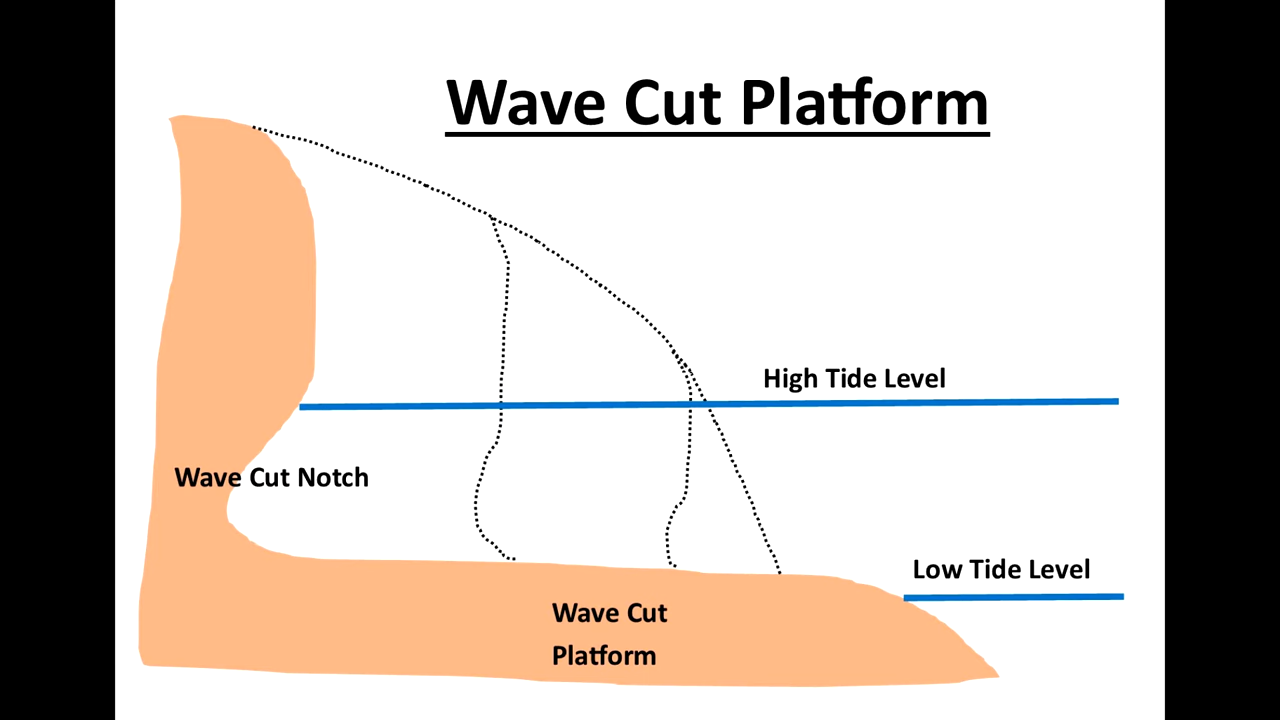 Wave Cut Platform
High Tide Level
Wave Cut Notch
Low Tide Level
Wave Cut
Platform